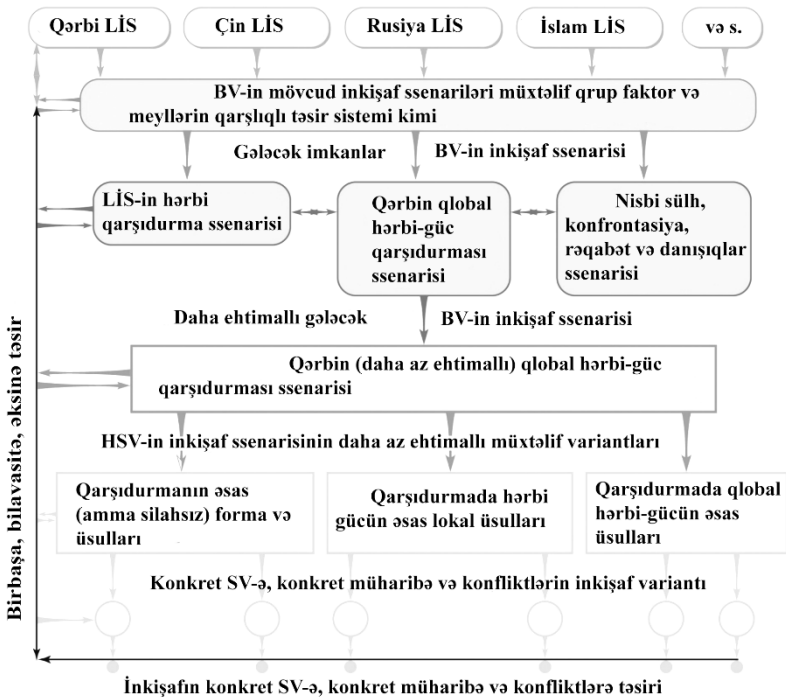 Qərbi LİS
Çin LİS
Rusiya LİS
İslam LİS
və s.
BV-in mövcud inkişaf ssenariləri müxtəlif qrup faktor və
meyllərin qarşlıqlı təsir sistemi kimi
Gələcək imkanlar
BV-in inkişaf ssenarisi
LİS-in hərbi
qarşıdurma ssenarisi
Qərbin qlobal
hərbi-güc
qarşıdurması
ssenarisi
Nisbi sülh,
konfrontasiya,
rəqabət və danışıqlar
ssenarisi
Daha ehtimallı gələcək
BV-in inkişaf ssenarisi
Qərbin (daha az ehtimallı) qlobal hərbi-güc
qarşıdurması ssenarisi
HSV-in inkişaf ssenarisinin daha az ehtimallı müxtəlif variantları
Qarşıdurmanın əsas
(amma silahsız) forma və
üsulları
Qarşıdurmada hərbi
gücün əsas lokal üsulları
Qarşıdurmada qlobal
hərbi-gücün əsas
üsulları
Konkret SV-ə, konkret müharibə və konfliktlərin inkişaf variantı
Birbaşa, bilavasitə, əksinə təsir
İnkişafın konkret SV-ə, konkret müharibə və konfliktlərə təsiri